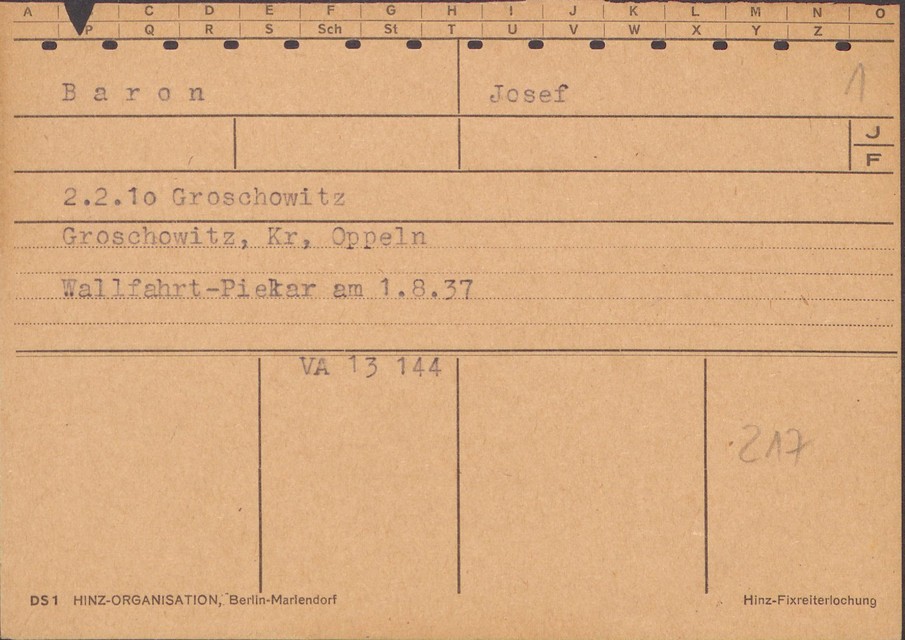 A C D E F G H I J K L M N O
P Q R S Sch St T U V W X Y Z
Baron Josef 1
J
F
2.2.1o Groschowitz
Groschowitz, Kr, Oppeln
Wallfahrt-Piekar am 1.8.37
VA 13 144
217
DS1 HINZ-ORGANISATION, Berlin-Mariendorf Hinz-Fixreiterlochung